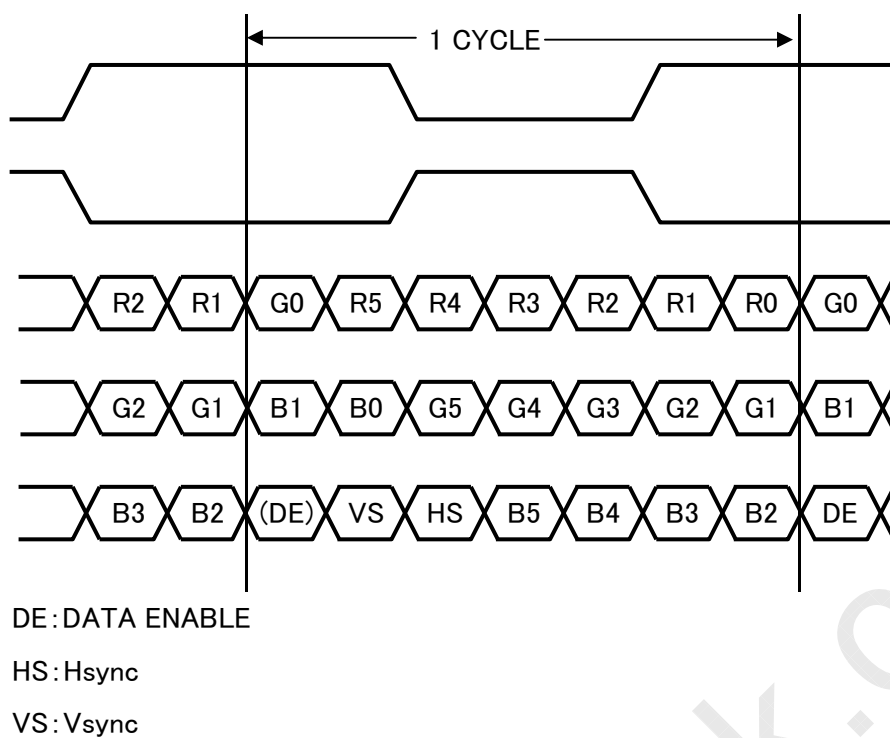 1 CYCLE
R2 R1 G0 R5 R4 R3 R2 R1 R0 G0
G2 G1 B1 B0 G5 G4 G3 G2 G1 B1
B3 B2 (DE) VS HS B5 B4 B3 B2 DE
DE:DATA ENABLE
HS:Hsync
VS:Vsync